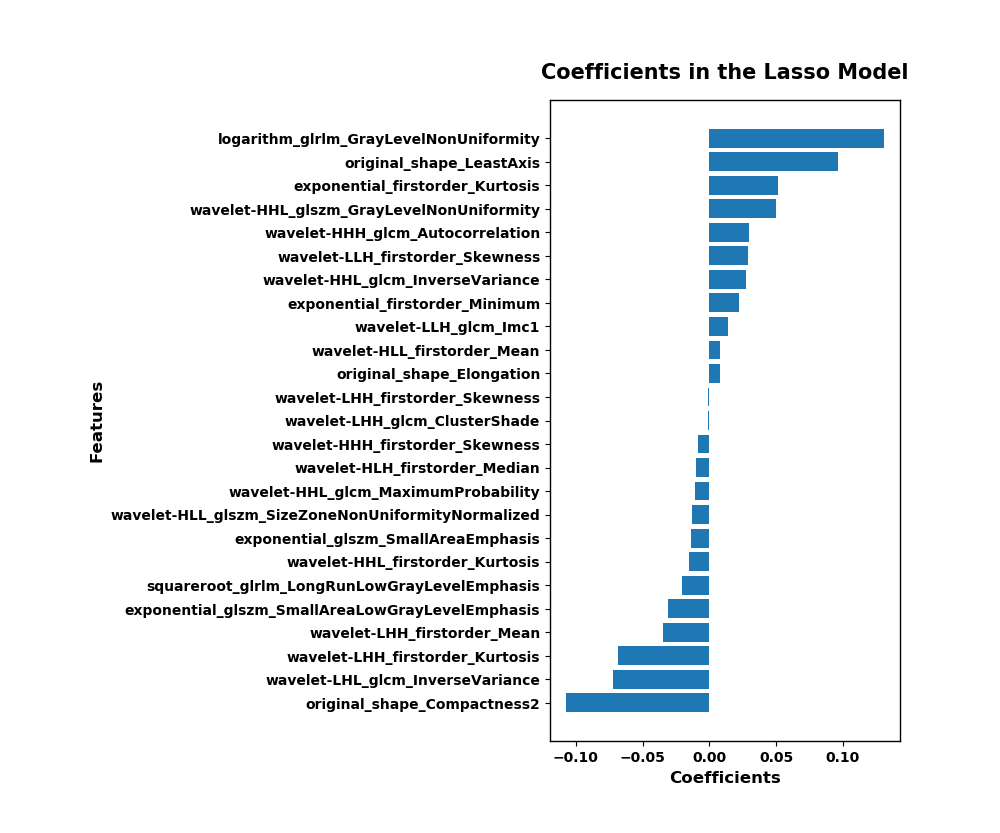 Coefficients in the Lasso Model
logarithm_glrlm_GrayLevelNonUniformity
original_shape_LeastAxis
exponential_firstorder_Kurtosis
wavelet-HHL_glszm_GrayLevelNonUniformity
wavelet-HHH_glcm_Autocorrelation
wavelet-LLH_firstorder_Skewness
wavelet-HHL_glcm_InverseVariance
exponential_firstorder_Minimum
wavelet-LLH_glcm_Imc1
wavelet-HLL_firstorder_Mean
original_shape_Elongation
wavelet-LHH_firstorder_Skewness
wavelet-LHH_glcm_ClusterShade
wavelet-HHH_firstorder_Skewness
wavelet-HLH_firstorder_Median
wavelet-HHL_glcm_MaximumProbability
wavelet-HLL_glszm_SizeZoneNonUniformityNormalized
exponential_glszm_SmallAreaEmphasis
wavelet-HHL_firstorder_Kurtosis
squareroot_glrlm_LongRunLowGrayLevelEmphasis
exponential_glszm_SmallAreaLowGrayLevelEmphasis
wavelet-LHH_firstorder_Mean
wavelet-LHH_firstorder_Kurtosis
wavelet-LHL_glcm_InverseVariance
original_shape_Compactness2
Features
−0.10 −0.05 0.00 0.05 0.10
Coefficients